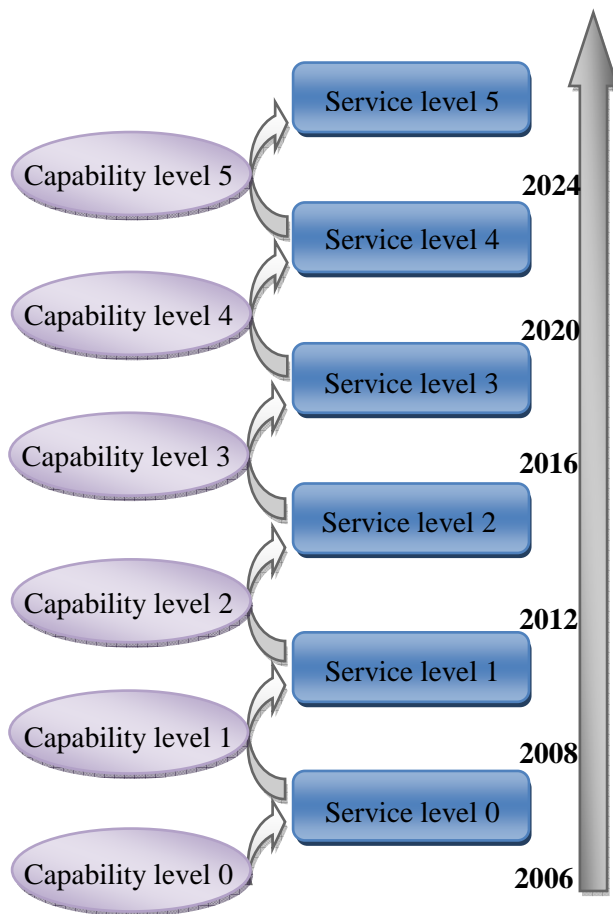 Service level 5
Capability level 5
2024
Service level 4
Capability level 4
2020
Service level 3
Capability level 3
2016
Service level 2
Capability level 2
2012
Service level 1
Capability level 1
2008
Service level 0
Capability level 0
2006